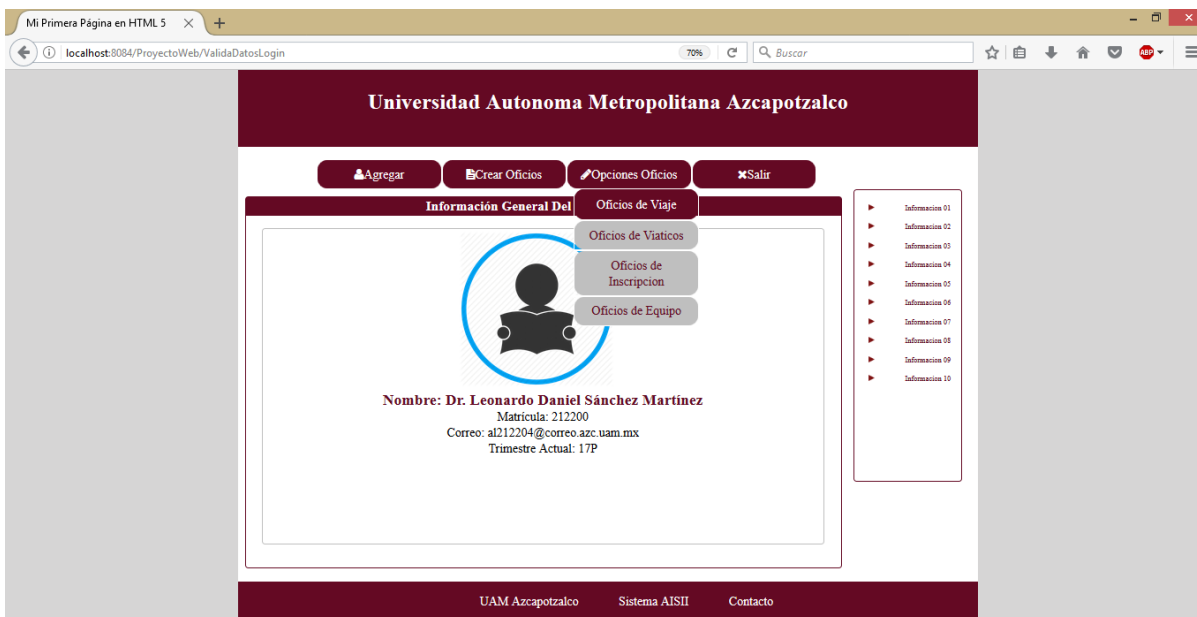 Mi Primera Página en HTML 5
localhost:8084/ProyectoWeb/ValidaDatosLogin
70%
Buscar
ABP
Universidad Autonoma Metropolitana Azcapotzalco
Agregar
Crear Oficios
Opciones Oficios
Salir
Información General Del
Oficios de Viaje
Oficios de Viaticos
Oficios de
Inscripcion
Oficios de Equipo
Nombre: Dr. Leonardo Daniel Sánchez Martínez
Matrícula: 212200
Correo: al212204@correo.azc.uam.mx
Trimestre Actual: 17P
Informacion 01
Informacion 02
Informacion 03
Informacion 04
Informacion 05
Informacion 06
Informacion 07
Informacion 08
Informacion 09
Informacion 10
UAM Azcapotzalco
Sistema AISII
Contacto